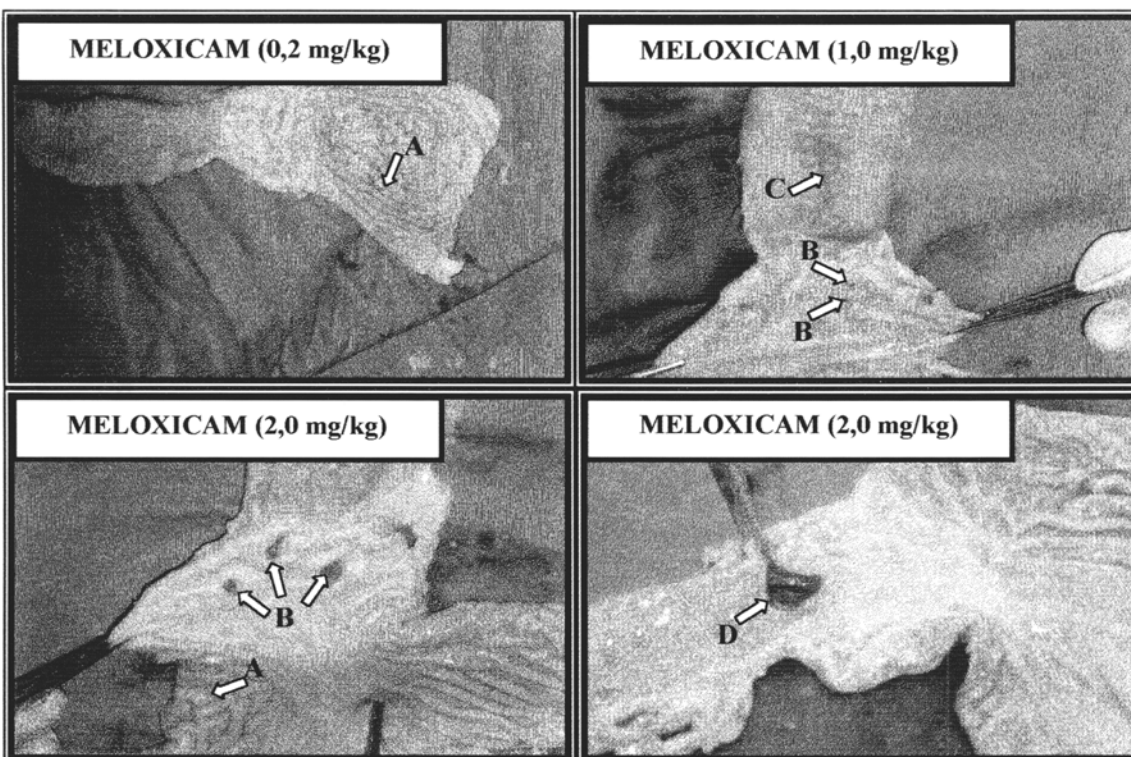 MELOXICAM (0,2 mg/kg)
A
MELOXICAM (1,0 mg/kg)
C
B
B
MELOXICAM (2,0 mg/kg)
B
A
MELOXICAM (2,0 mg/kg)
D